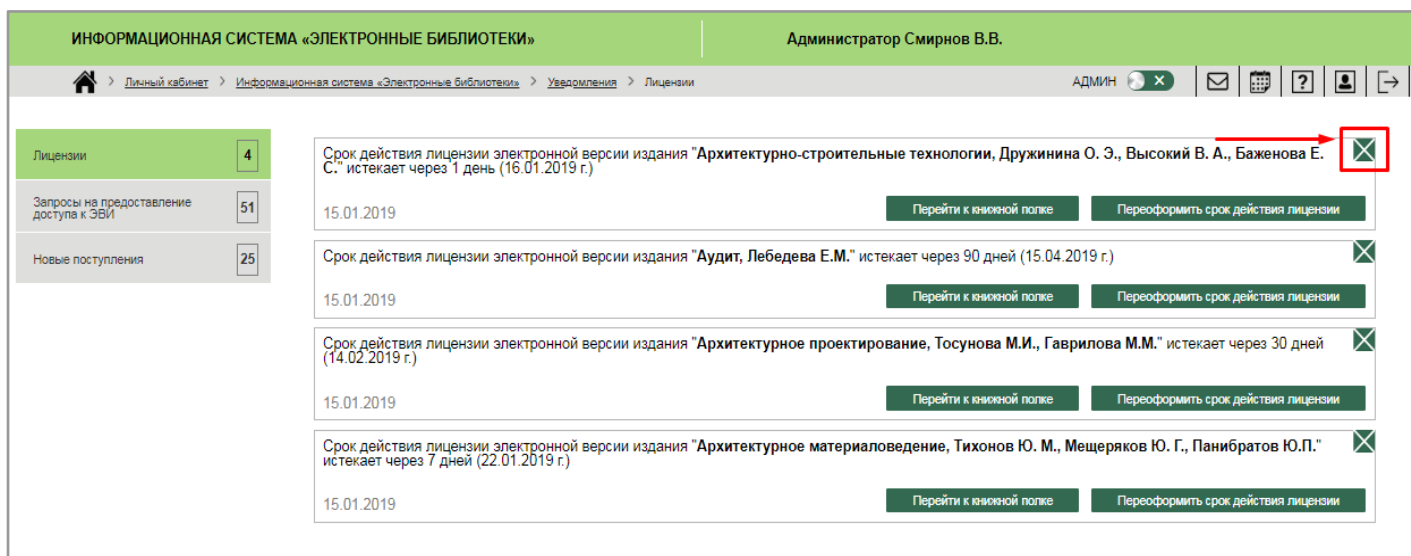 ИНФОРМАЦИОННАЯ СИСТЕМА «ЭЛЕКТРОННЫЕ БИБЛИОТЕКИ»
Администратор Смирнов В.В.
> Личный кабинет > Информационная система «Электронные библиотеки» > Уведомления > Лицензии
АДМИН
Лицензии 4
Запросы на предоставление
доступа к ЭВИ 51
Новые поступления 25
Срок действия лицензии электронной версии издания "Архитектурно-строительные технологии, Дружинина О. Э., Высокий В. А., Баженова Е.
С." истекает через 1 день (16.01.2019 г.)
15.01.2019 Перейти к книжной полке Переоформить срок действия лицензии
Срок действия лицензии электронной версии издания "Аудит, Лебедева Е.М." истекает через 90 дней (15.04.2019 г.)
15.01.2019 Перейти к книжной полке Переоформить срок действия лицензии
Срок действия лицензии электронной версии издания "Архитектурное проектирование, Тосунова М.И., Гаврилова М.М." истекает через 30 дней
(14.02.2019 г.)
15.01.2019 Перейти к книжной полке Переоформить срок действия лицензии
Срок действия лицензии электронной версии издания "Архитектурное материаловедение, Тихонов Ю. М., Мещеряков Ю. Г., Панибратов Ю.П."
истекает через 7 дней (22.01.2019 г.)
15.01.2019 Перейти к книжной полке Переоформить срок действия лицензии